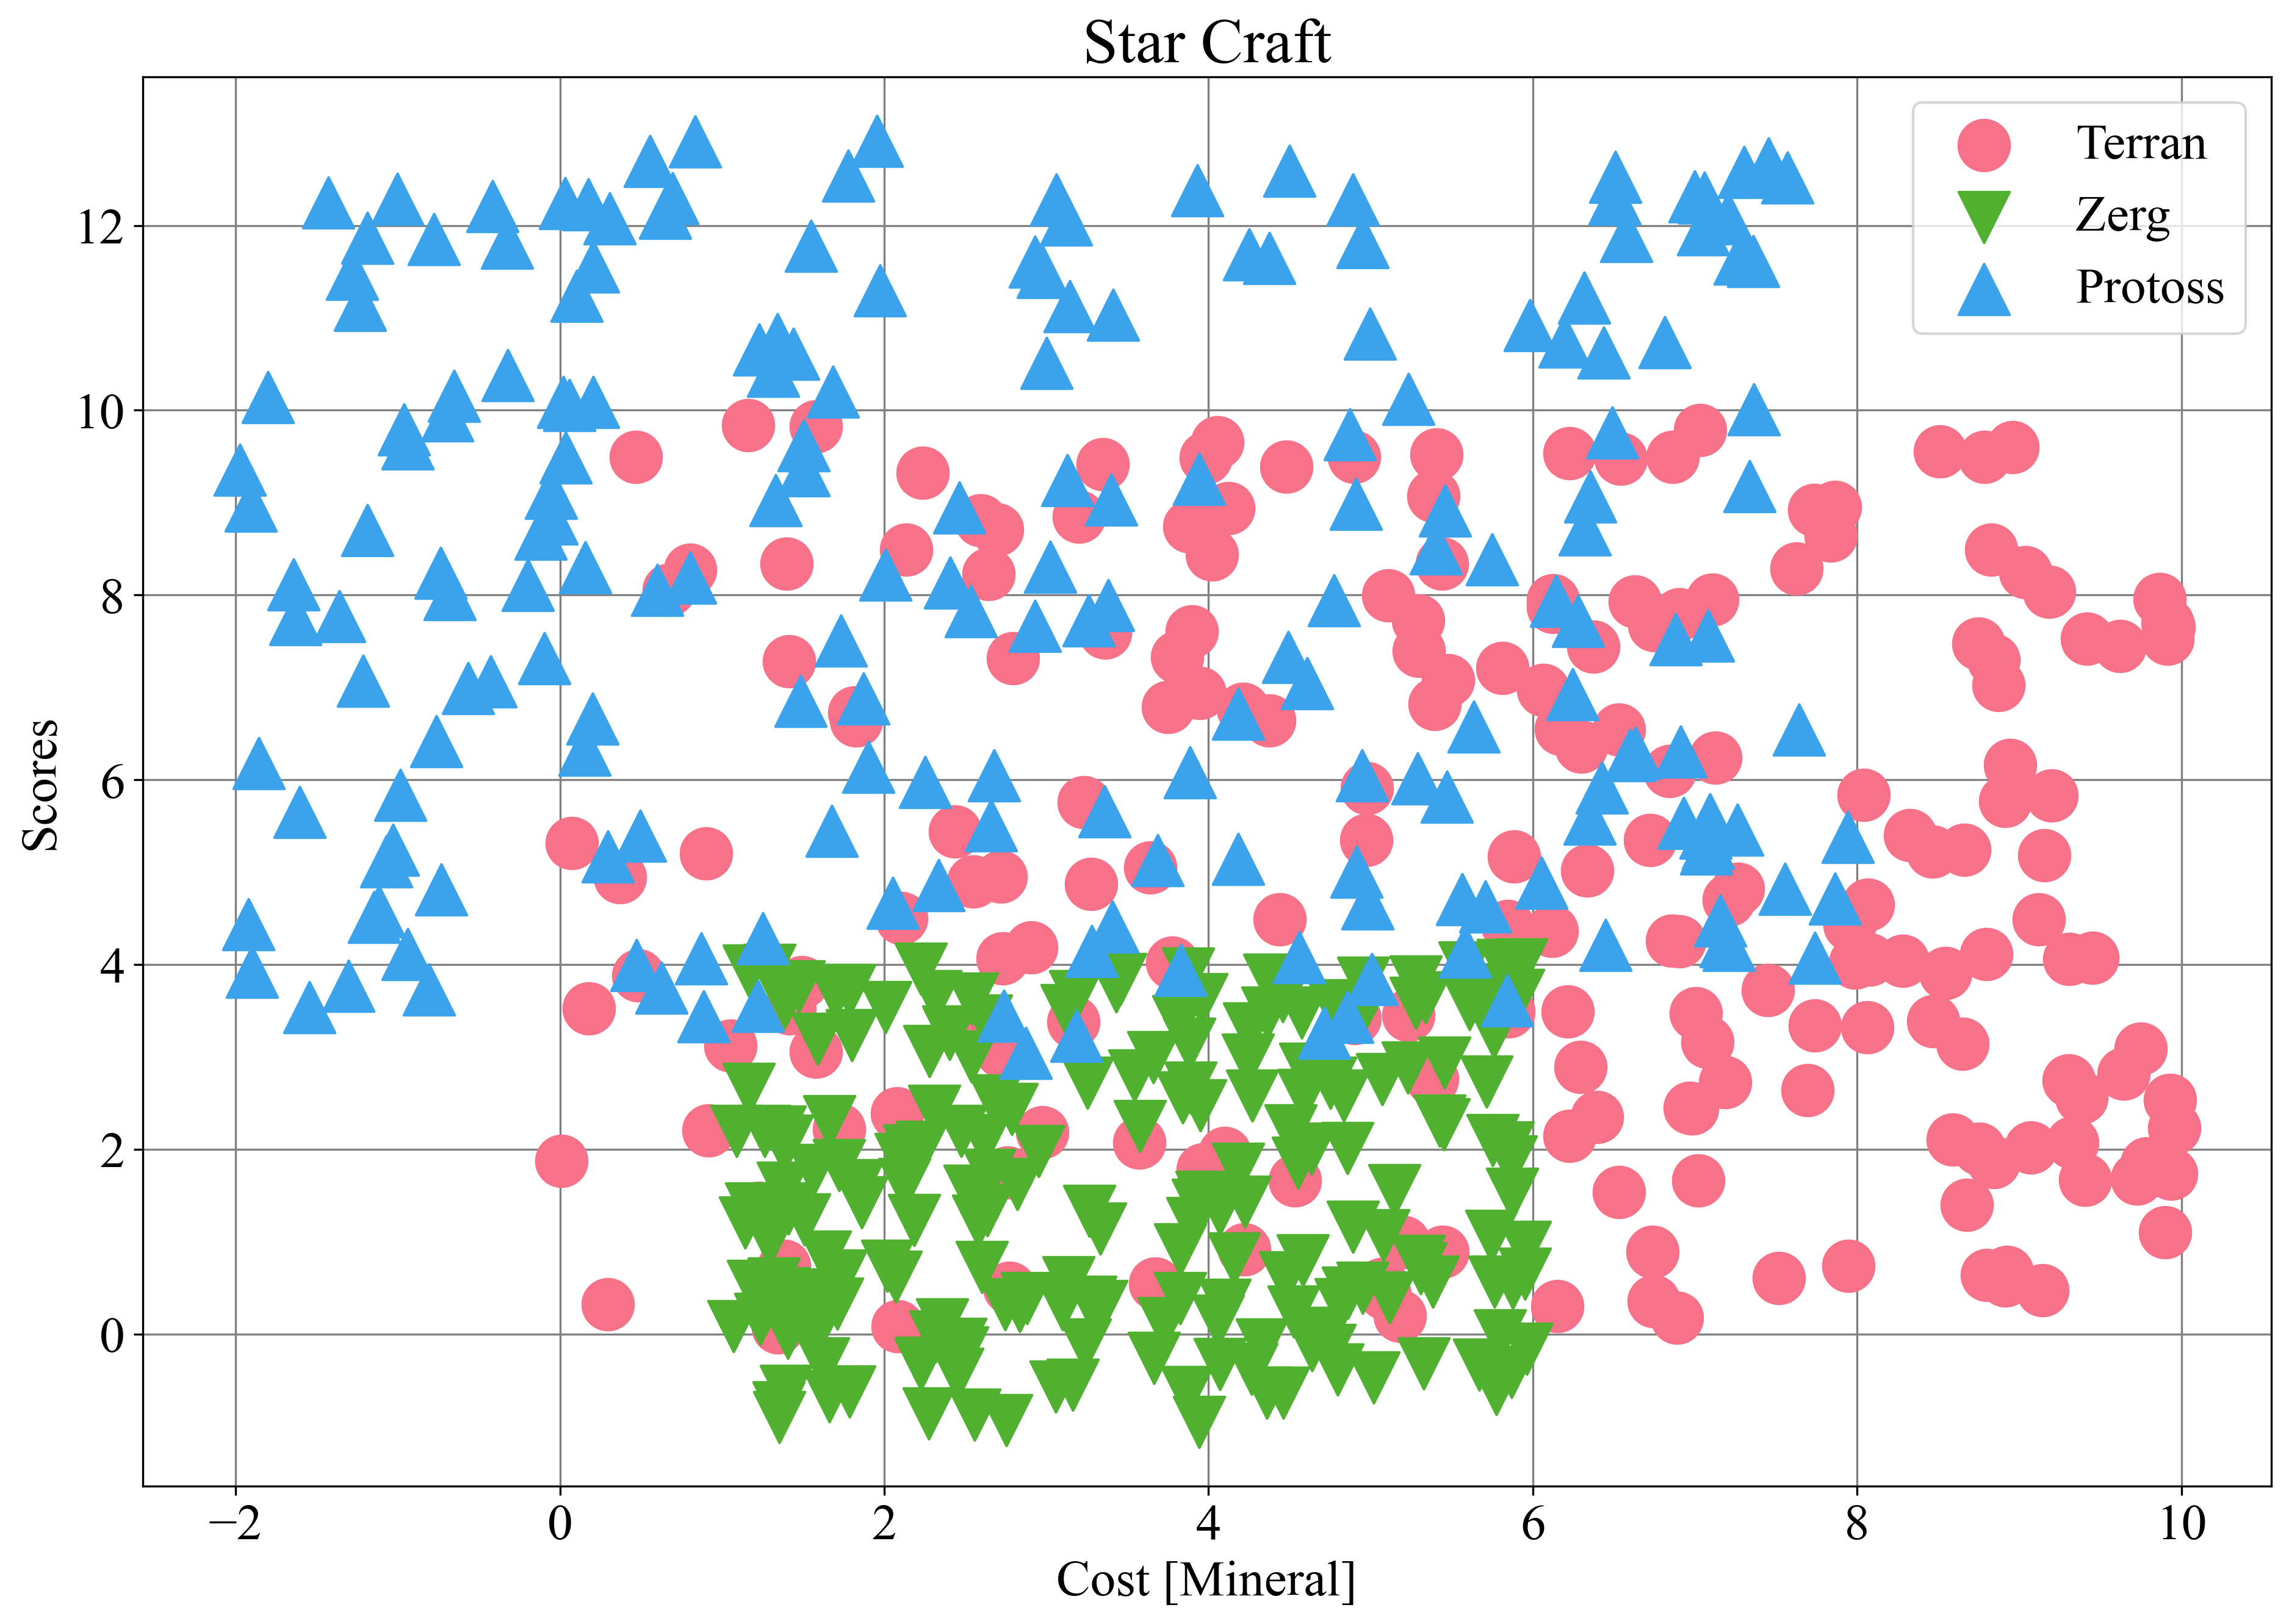 Star Craft
Terran
Zerg
Protoss
Scores
12
10
8
6
4
2
0
−2 0 2 4 6 8 10
Cost [Mineral]